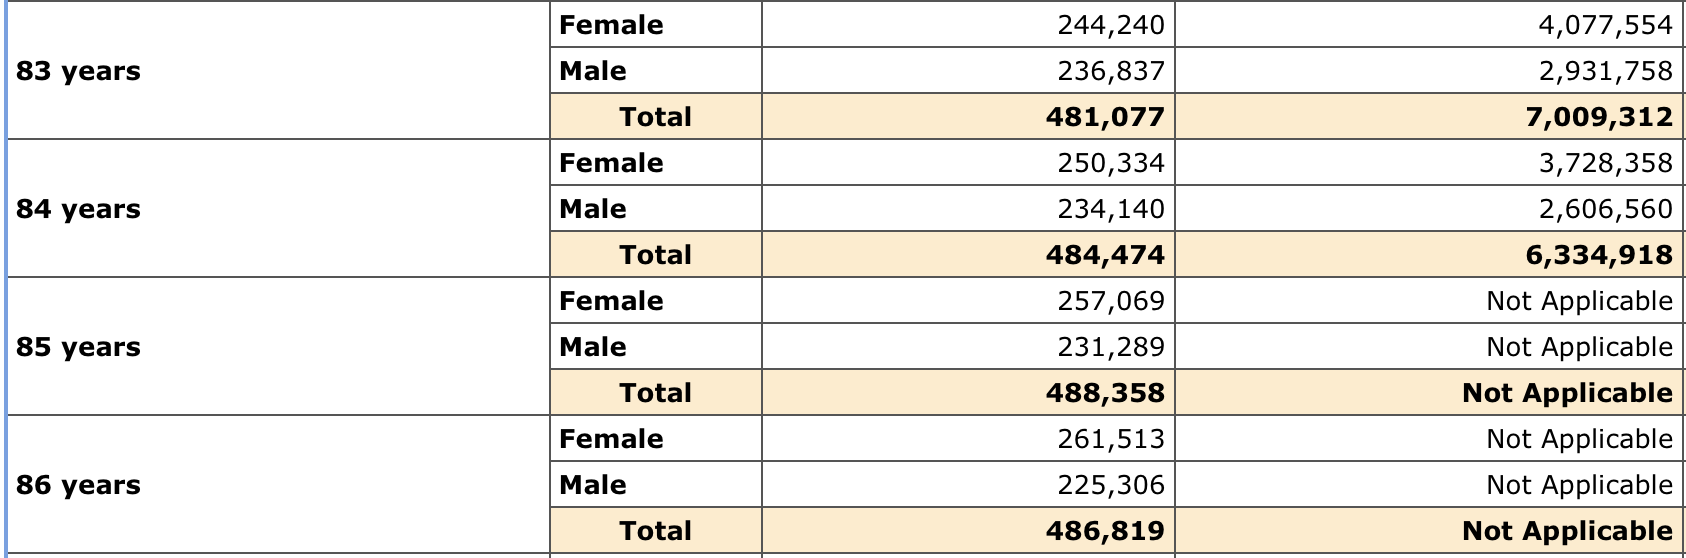 83 years
Female 244,240 4,077,554
Male 236,837 2,931,758
Total 481,077 7,009,312
84 years
Female 250,334 3,728,358
Male 234,140 2,606,560
Total 484,474 6,334,918
85 years
Female 257,069 Not Applicable
Male 231,289 Not Applicable
Total 488,358 Not Applicable
86 years
Female 261,513 Not Applicable
Male 225,306 Not Applicable
Total 486,819 Not Applicable